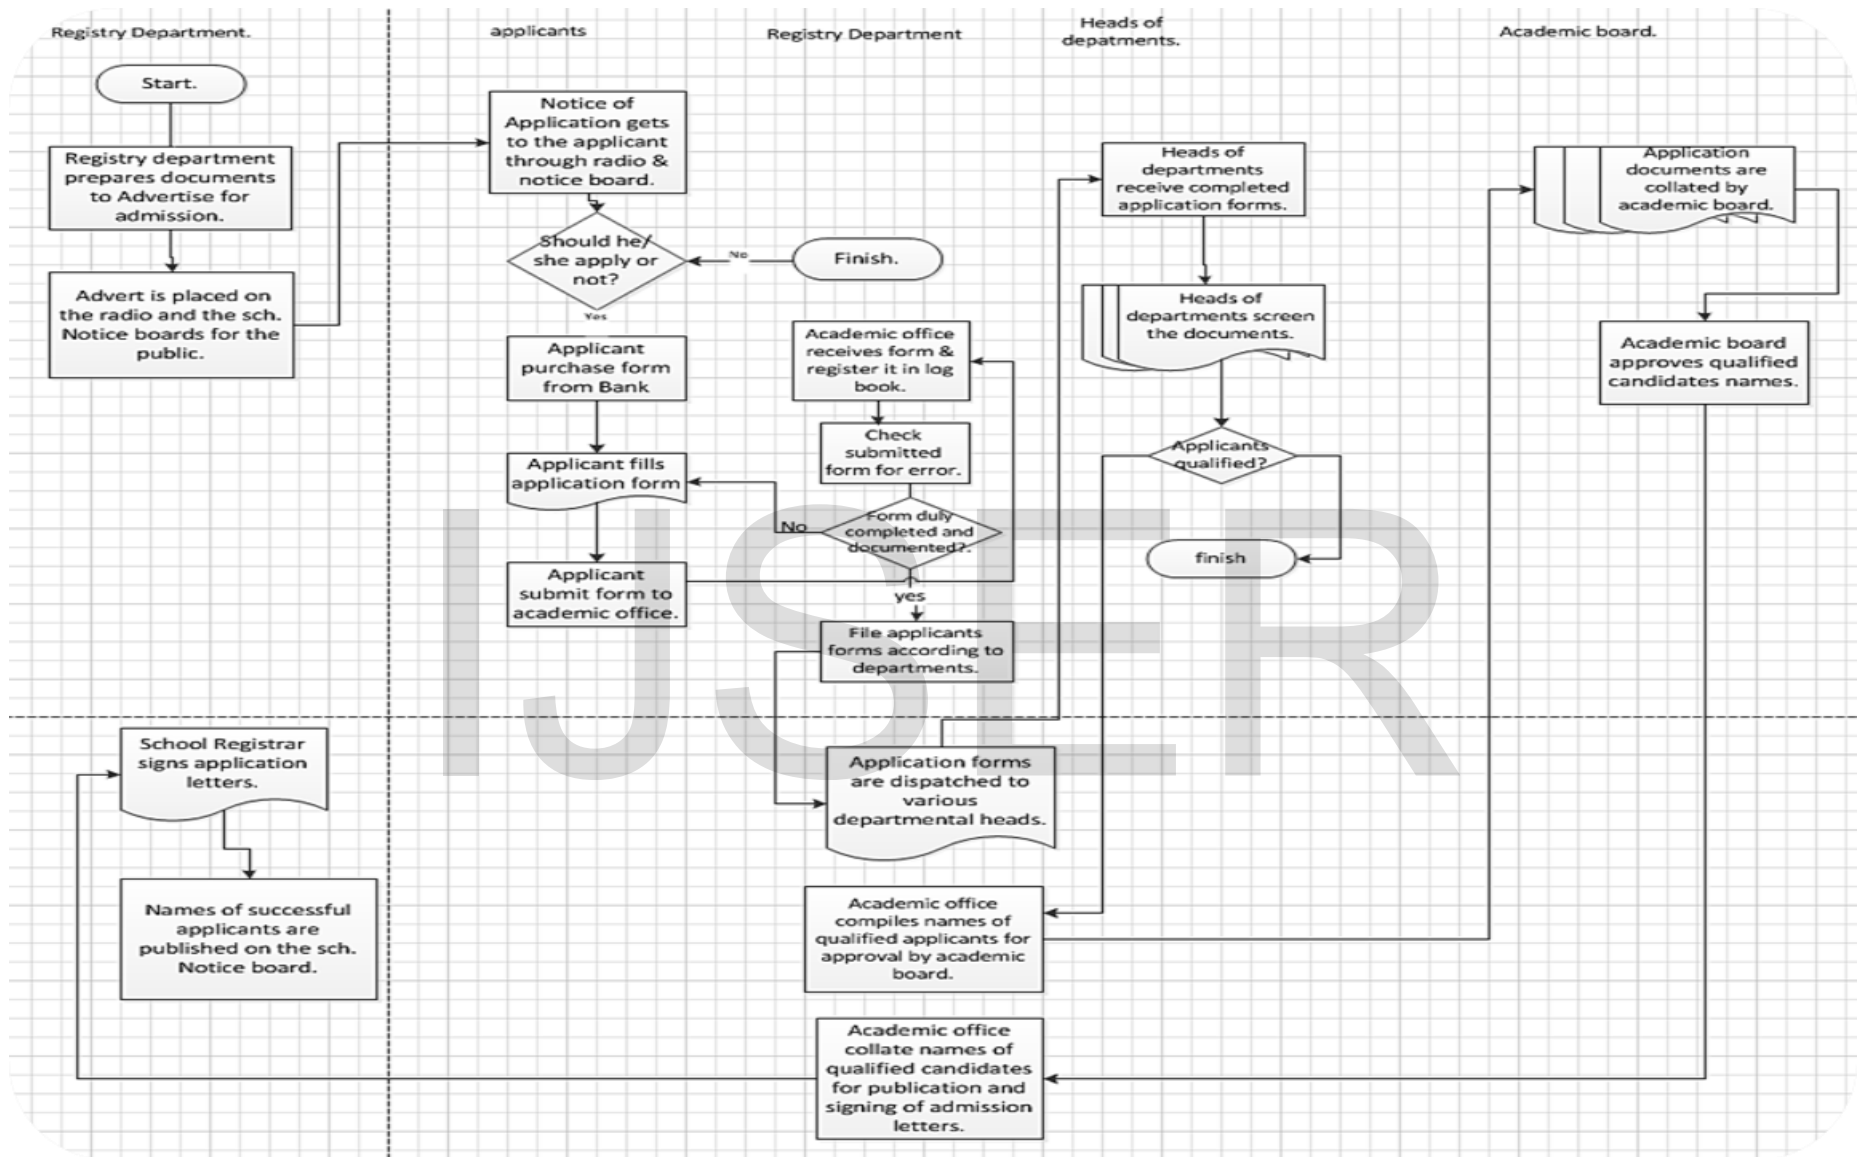 Registry Department.
applicants
Registry Department
Heads of
depatments.
Academic board.
Start.
Registry department
prepares documents
to Advertise for
admission.
Advert is placed on
the radio and the sch.
Notice boards for the
public.
Notice of
Application gets
to the applicant
through radio &
notice board.
Should he/
she apply or
not?
No
Finish.
Yes
Applicant
purchase form
from Bank
Applicant fills
application form
Applicant
submit form to
academic office.
Academic office
receives form &
register it in log
book.
Check
submitted
form for error.
Form duly
completed and
documented?.
No
yes
File applicants
forms according to
departments.
Application forms
are dispatched to
various
departmental heads.
Heads of
departments
receive completed
application forms.
Heads of
departments screen
the documents.
Applicants
qualified?
finish
Application
documents are
collated by
academic board.
Academic board
approves qualified
candidates names.
Academic office
compiles names of
qualified applicants for
approval by academic
board.
Academic office
collate names of
qualified candidates
for publication and
signing of admission
letters.
School Registrar
signs application
letters.
Names of successful
applicants are
published on the sch.
Notice board.
IJSER